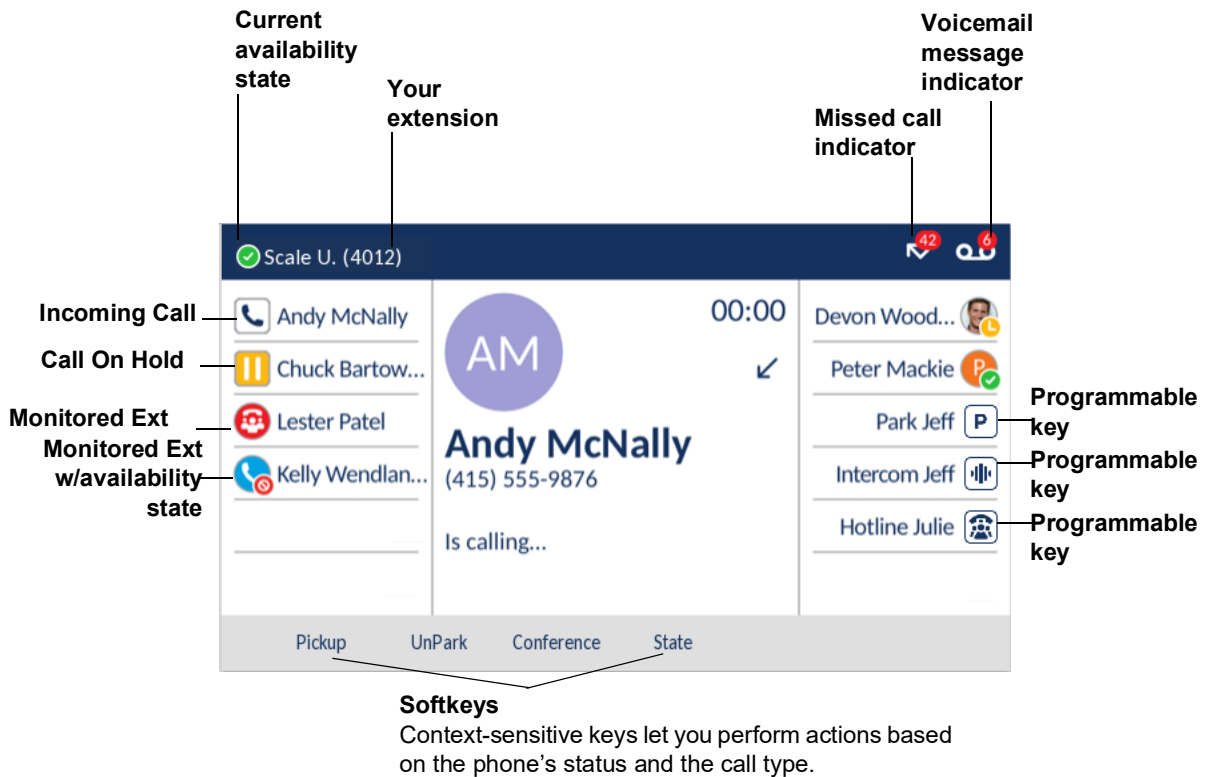 Current
availability
state
Your
extension
Voicemail
message
indicator
Missed call
indicator
Scale U. (4012)
42
6
Incoming Call
Call On Hold
Monitored Ext
Monitored Ext
w/availability
state
Andy McNally
Chuck Bartow...
Lester Patel
Kelly Wendlan...
AM
00:00
Andy McNally
(415) 555-9876
Is calling...
Devon Wood...
Peter Mackie
P
Park Jeff
P
Intercom Jeff
Hotline Julie
Programmable
key
Programmable
key
Programmable
key
Pickup
UnPark
Conference
State
Softkeys
Context-sensitive keys let you perform actions based
on the phone's status and the call type.